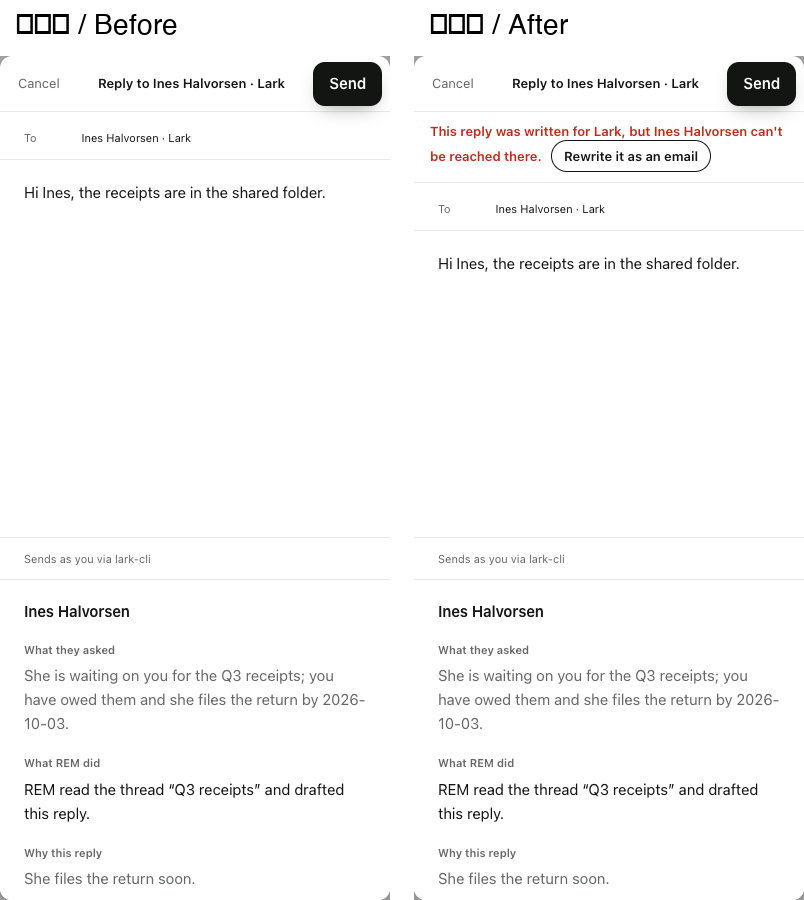 / Before
Cancel
Reply to Ines Halvorsen · Lark
Send
To
Ines Halvorsen · Lark
Hi Ines, the receipts are in the shared folder.
Sends as you via lark-cli
Ines Halvorsen
What they asked
She is waiting on you for the Q3 receipts; you
have owed them and she files the return by 2026-
10-03.
What REM did
REM read the thread “Q3 receipts” and drafted
this reply.
Why this reply
She files the return soon.
/ After
Cancel
Reply to Ines Halvorsen · Lark
Send
This reply was written for Lark, but Ines Halvorsen can't
be reached there.
Rewrite it as an email
To
Ines Halvorsen · Lark
Hi Ines, the receipts are in the shared folder.
Sends as you via lark-cli
Ines Halvorsen
What they asked
She is waiting on you for the Q3 receipts; you
have owed them and she files the return by 2026-
10-03.
What REM did
REM read the thread “Q3 receipts” and drafted
this reply.
Why this reply
She files the return soon.